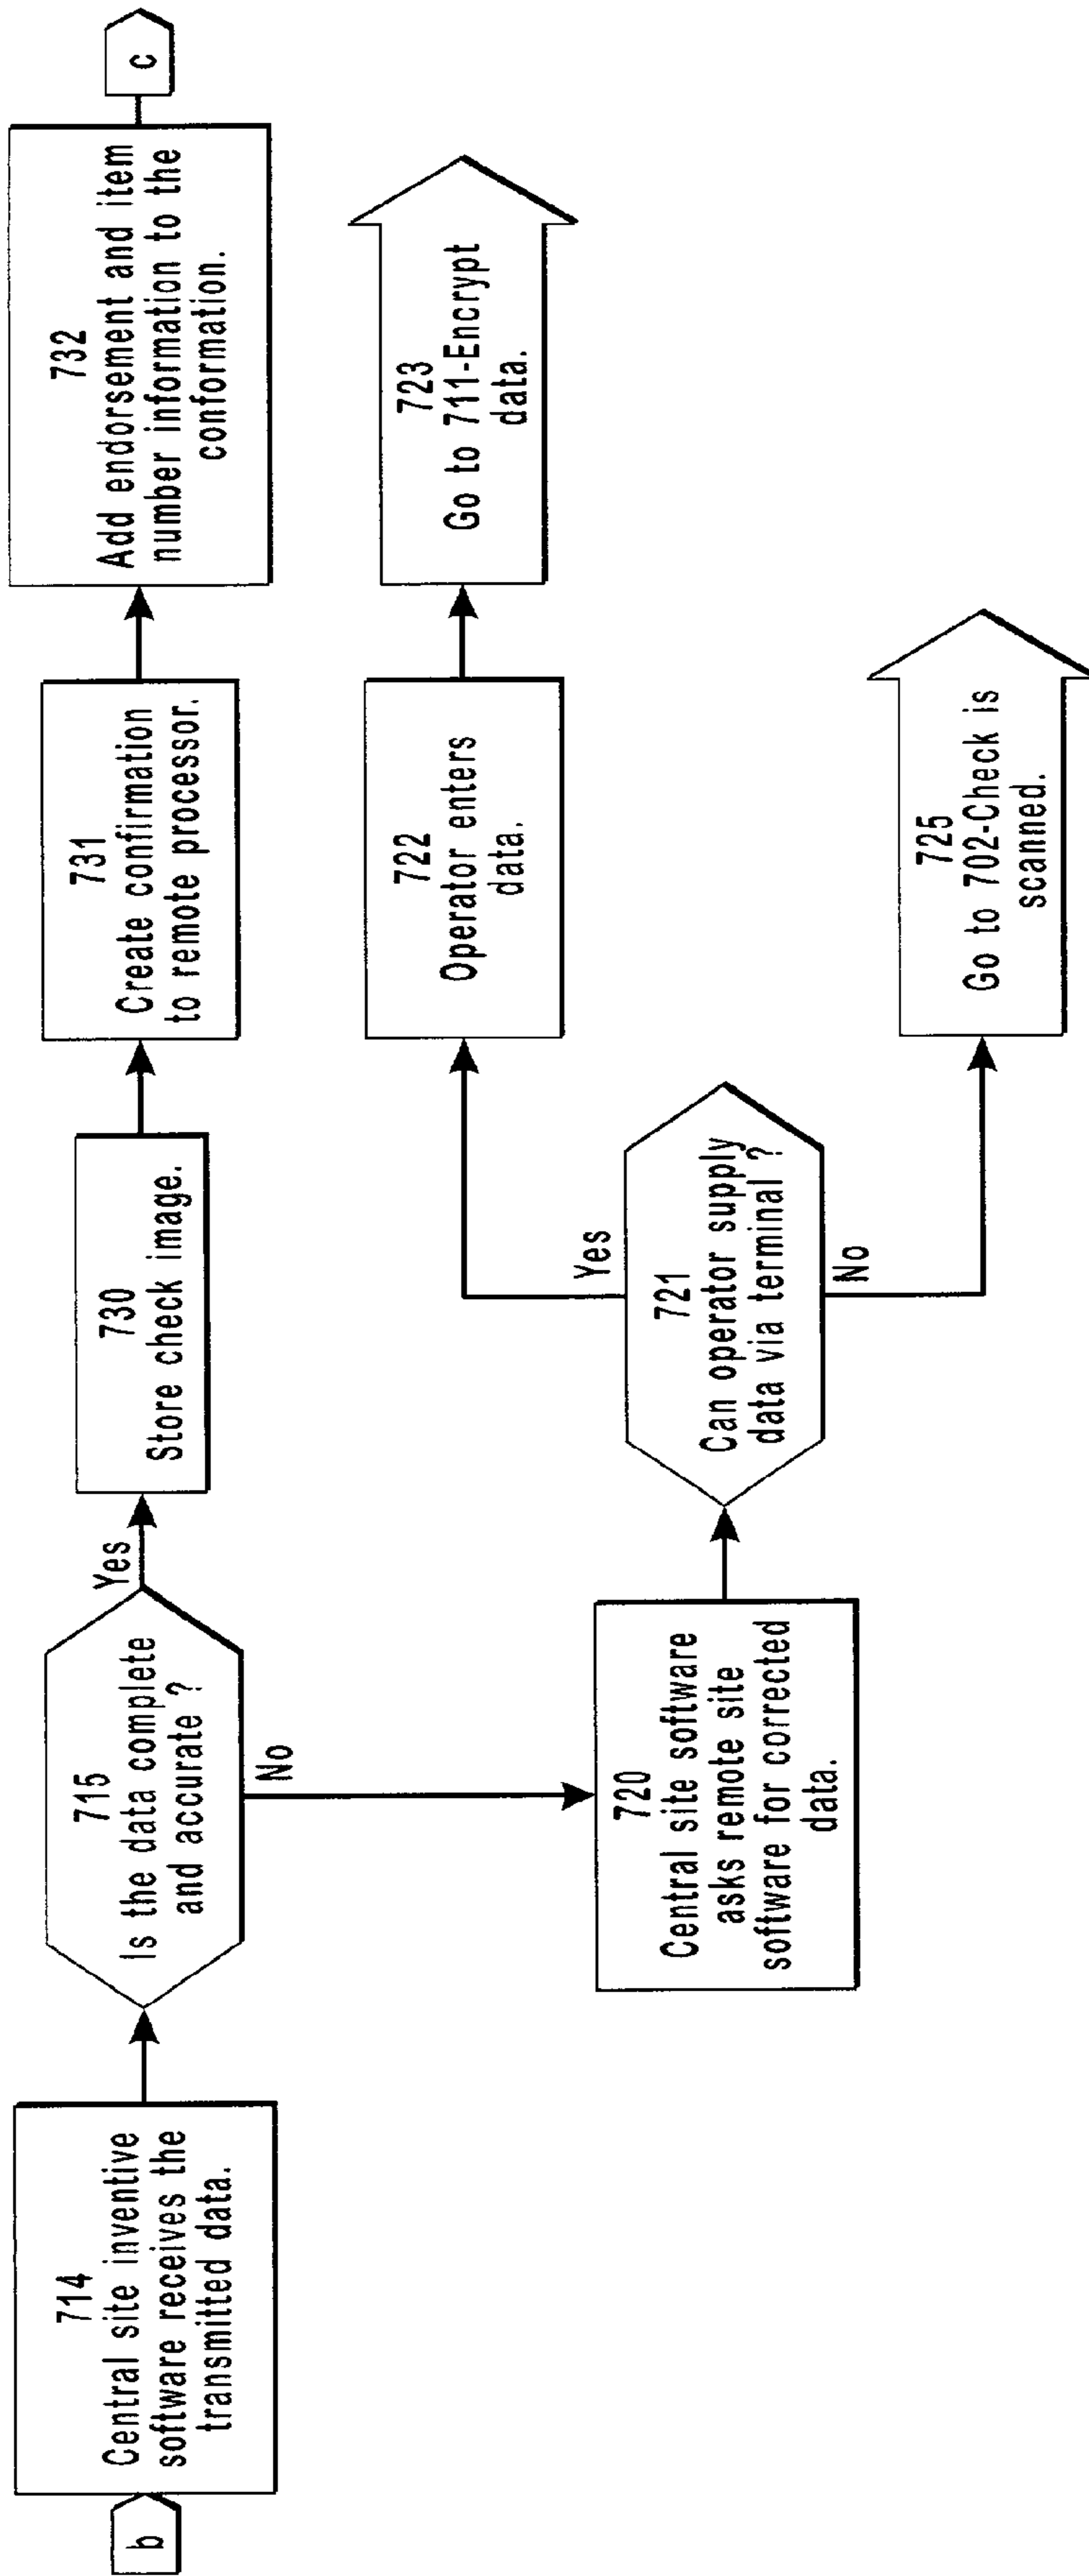 b
714
Central site inventive
software receives the
transmitted data.
715
Is the data complete
and accurate ?
Yes
No
730
Store check image.
731
Create confirmation
to remote processor.
732
Add endorsement and item
number information to the
conformation.
c
720
Central site software
asks remote site
software for corrected
data.
721
Can operator supply
data via terminal ?
Yes
No
722
Operator enters
data.
723
Go to 711-Encrypt
data.
725
Go to 702-Check is
scanned.